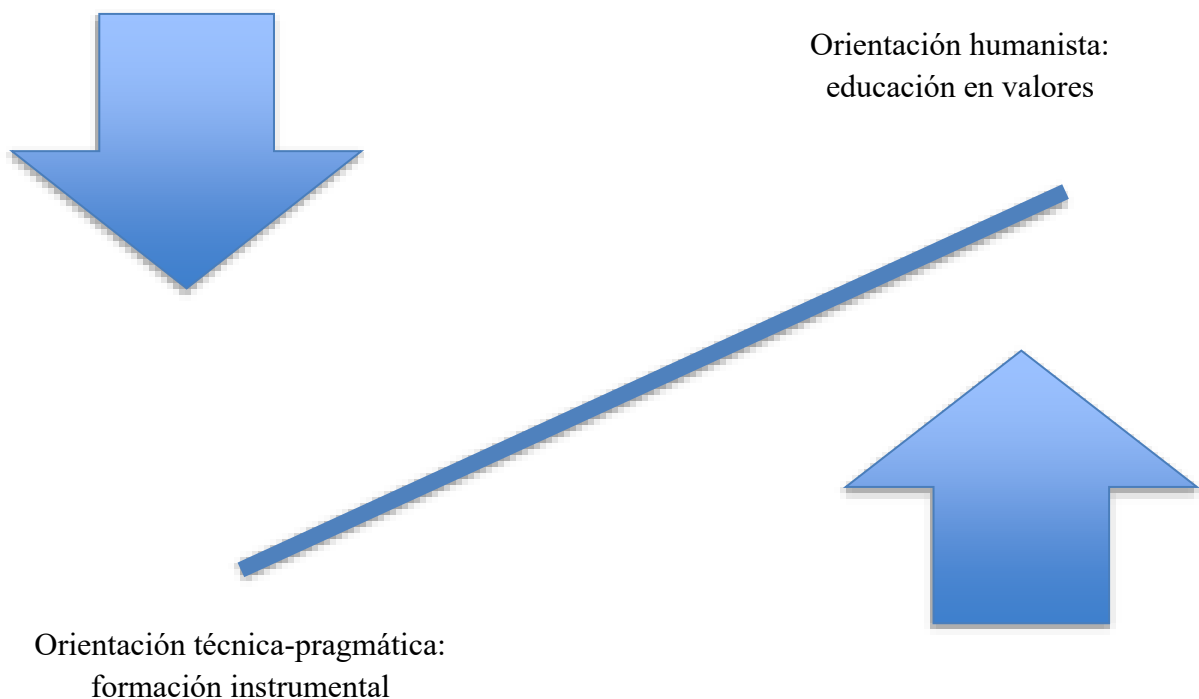 Orientación humanista:
educación en valores
Orientación técnica-pragmática:
formación instrumental